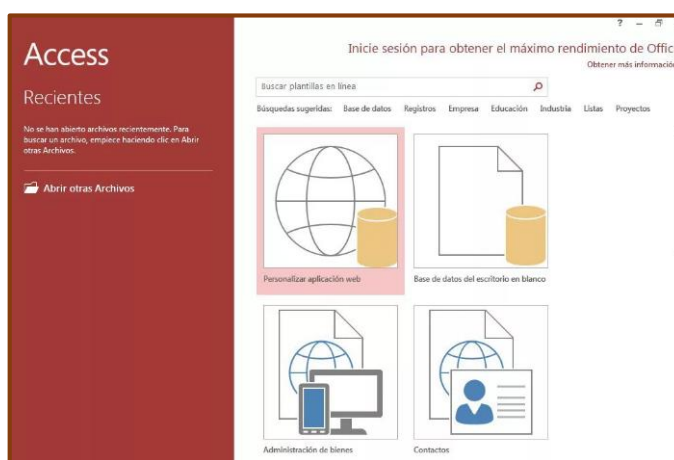 ? – 
Access
Inicie sesión para obtener el máximo rendimiento de Offic
Obtener más información
Recientes
Buscar plantillas en línea
Búsquedas sugeridas: Base de datos Registros Empresa Educación Industria Listas Proyectos
No se han abierto archivos recientemente. Para
buscar un archivo, empiece haciendo clic en Abrir
otras Archivos.
Abrir otras Archivos
Personalizar aplicación web
Base de datos del escritorio en blanco
Administración de bienes
Contactos